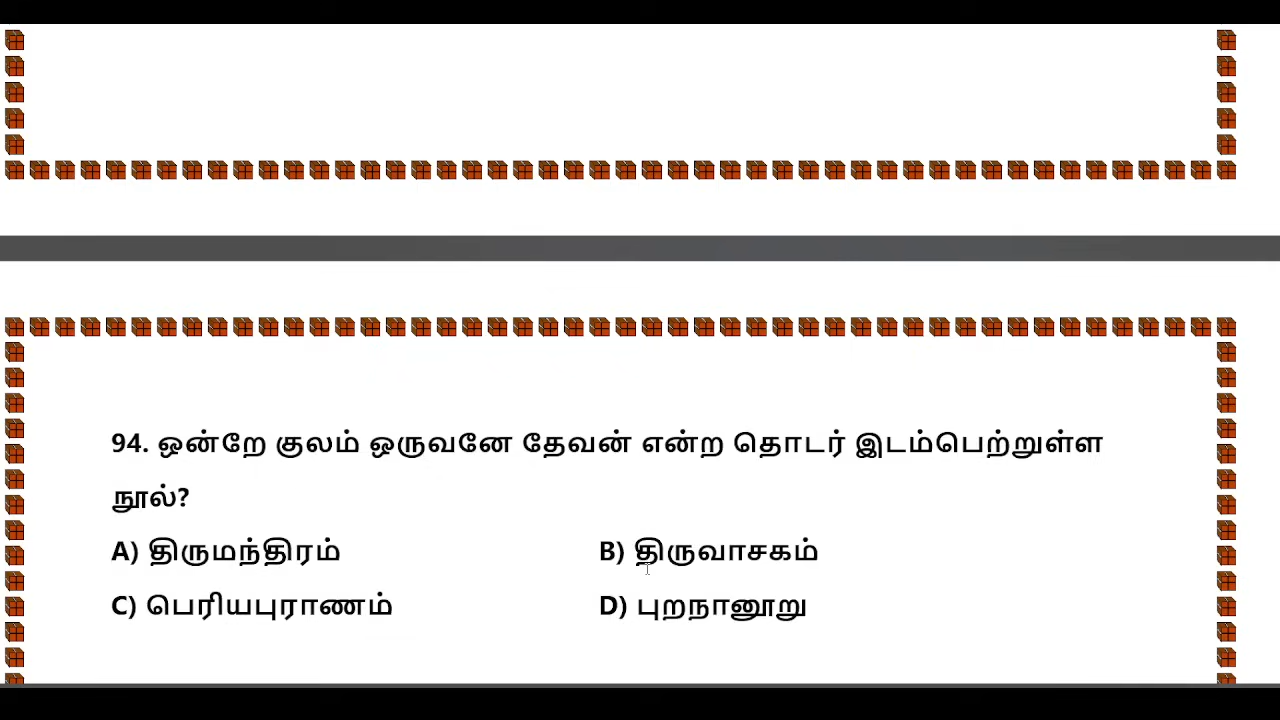 94. ஒன்றே குலம் ஒருவனே தேவன் என்ற தொடர் இடம்பெற்றுள்ள
நூல்?
A) திருமந்திரம் B) திருவாசகம்
C) பெரியபுராணம் D) புறநானூறு